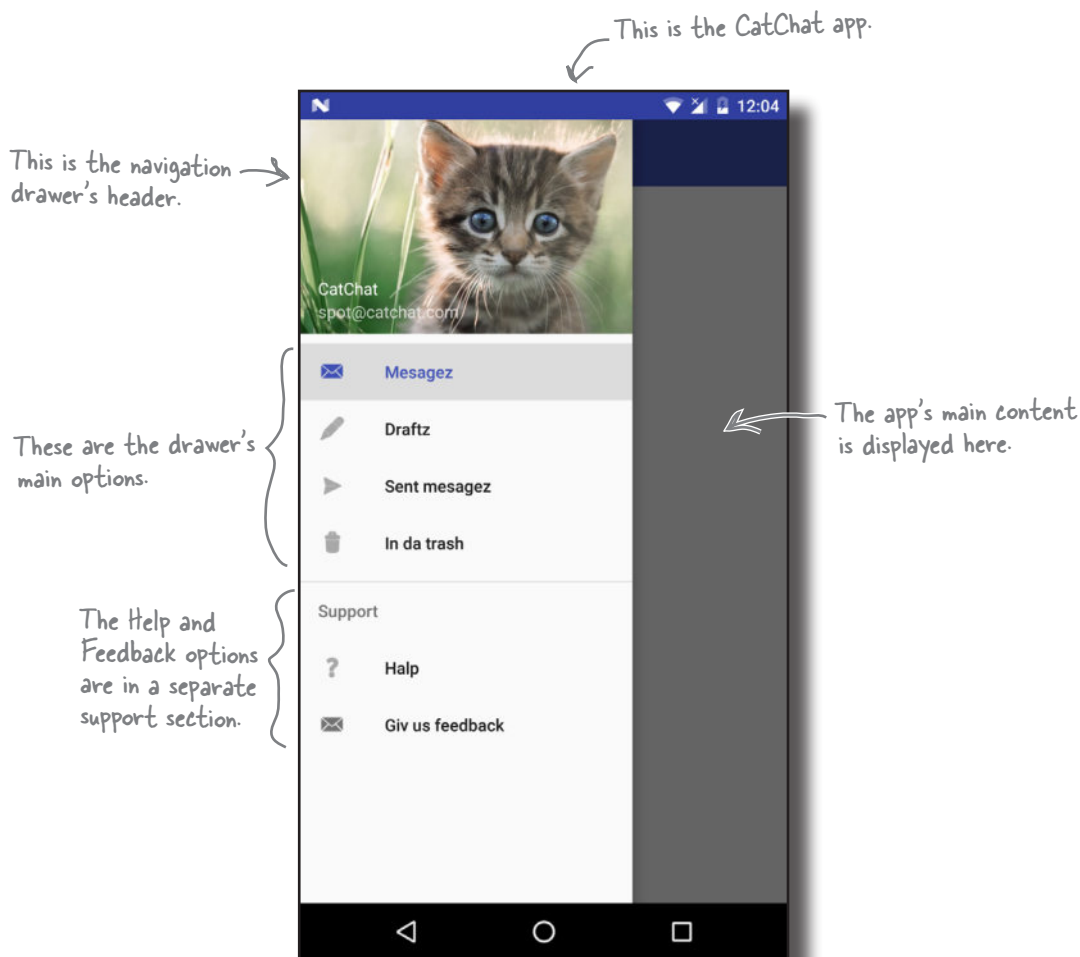 This is the CatChat app.
12:04
This is the navigation
drawer's header.
CatChat
spot@catchat.com
These are the drawer's
main options.
Mesagez
Draftz
Sent mesagez
In da trash
The app's main content
is displayed here.
The Help and
Feedback options
are in a separate
support section.
Support
Halp
Giv us feedback